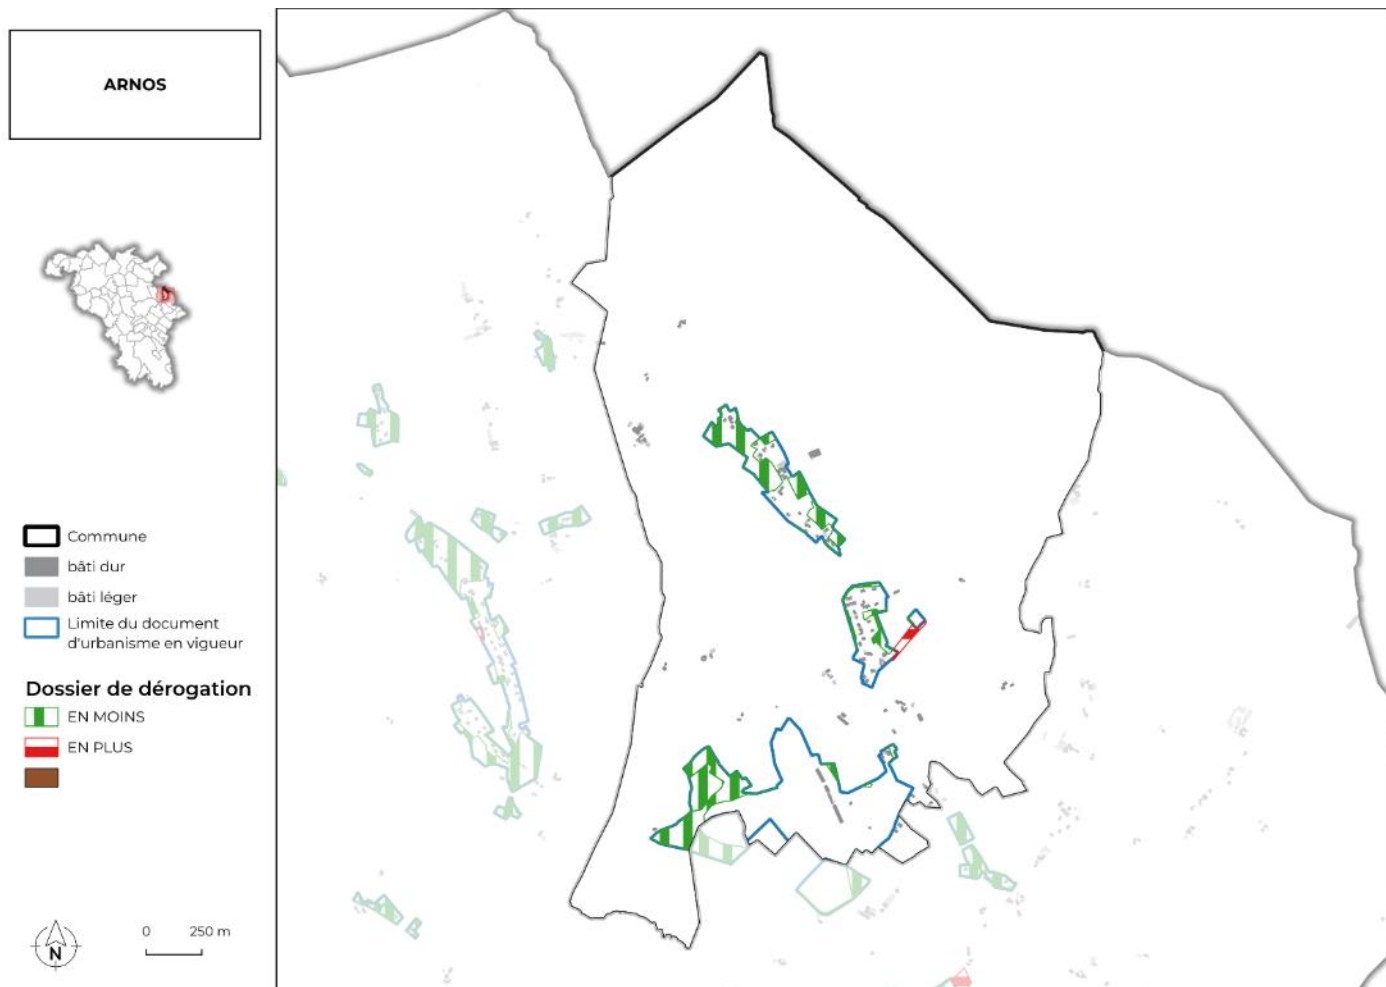 ARNOS
Commune
bâti dur
bâti léger
Limite du document
d'urbanisme en vigueur
Dossier de dérogation
EN MOINS
EN PLUS
N
0 250 m